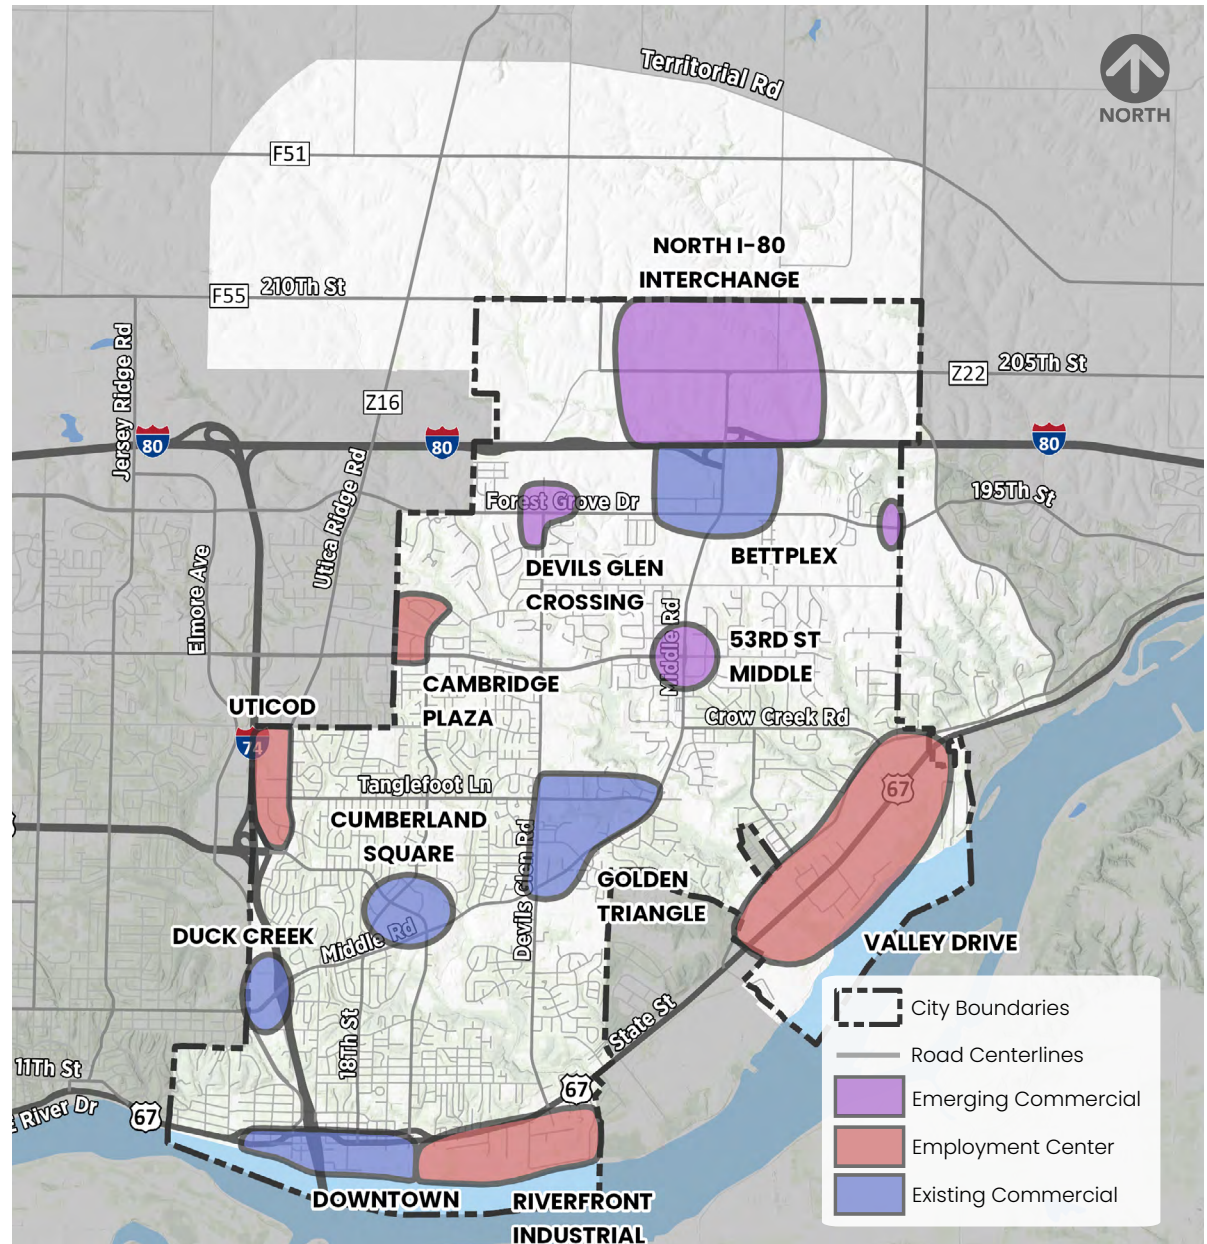 Territorial Rd
NORTH
F51
NORTH I-80
INTERCHANGE
F55
210Th St
Jersey Ridge Rd
Z22
205Th St
Z16
80
80
80
Utica Ridge Rd
Forest Grove Dr
195Th St
Elmore Ave
BETTPLEX
DEVILS GLEN
CROSSING
Middle Rd
53RD ST
MIDDLE
CAMBRIDGE
PLAZA
UTICOD
Crow Creek Rd
74
Tanglefoot Ln
67
CUMBERLAND
SQUARE
Devils Glen Rd
GOLDEN
TRIANGLE
DUCK CREEK
Middle Rd
VALLEY DRIVE
18Th St
State St
11Th St
E River Dr
67
67
DOWNTOWN
RIVERFRONT
INDUSTRIAL
City Boundaries
Road Centerlines
Emerging Commercial
Employment Center
Existing Commercial